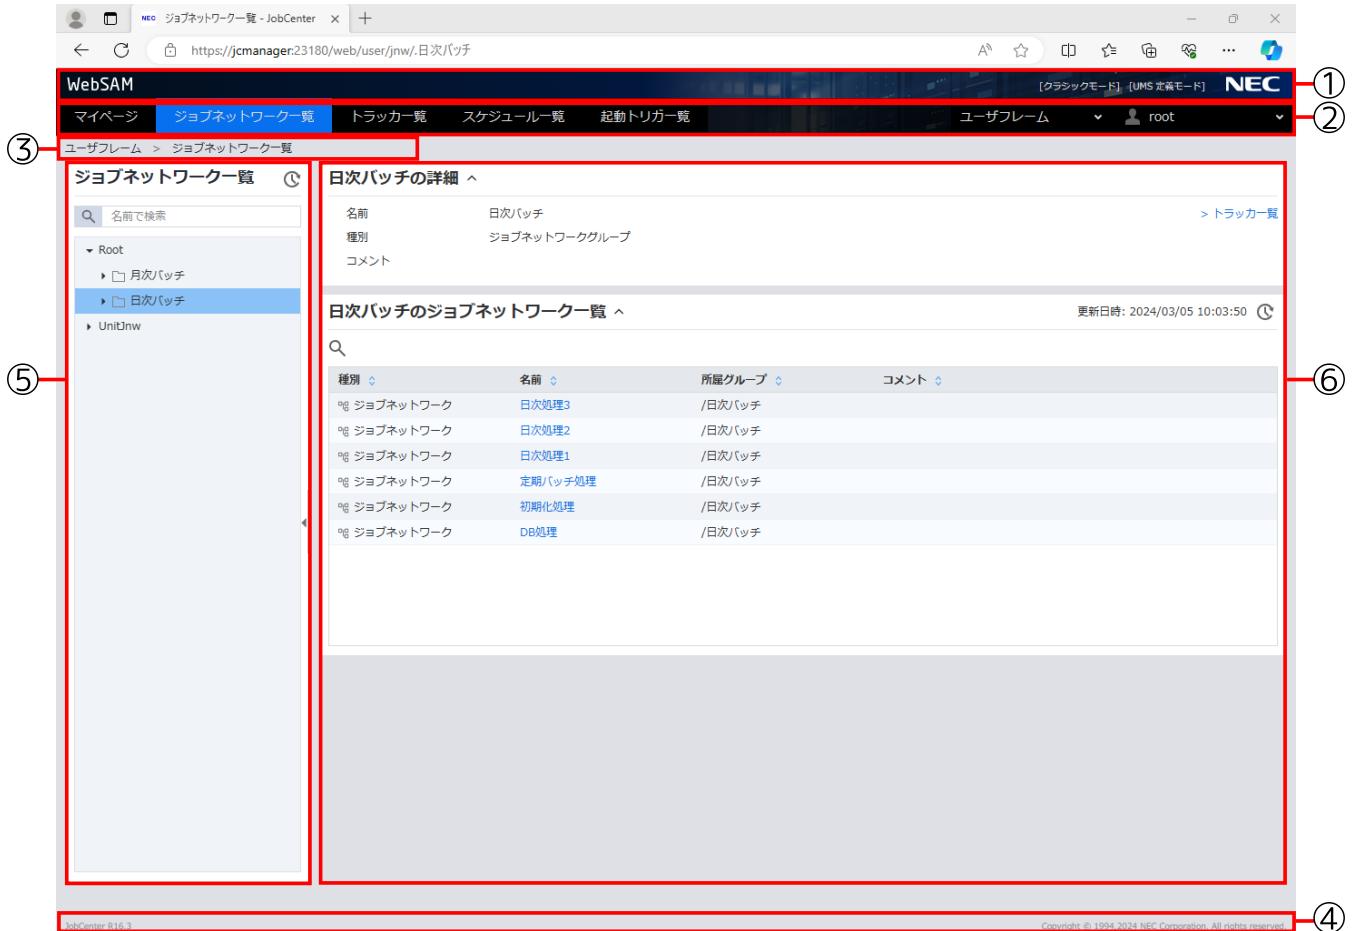 NEC ジョブネットワーク一覧 - JobCenter
https://jcmanager:23180/web/user/jnw/.日次バッチ
WebSAM [クラシックモード] [UMS 定義モード] NEC ①
マイページ ジョブネットワーク一覧 トラッカ一覧 スケジュール一覧 起動トリガ一覧 ユーザフレーム root ②
③ ユーザフレーム > ジョブネットワーク一覧
ジョブネットワーク一覧
名前で検索
Root
月次バッチ
日次バッチ
UnitJnw
⑤
日次バッチの詳細
名前 日次バッチ > トラッカ一覧
種別 ジョブネットワークグループ
コメント
日次バッチのジョブネットワーク一覧 更新日時: 2024/03/05 10:03:50
種別 名前 所属グループ コメント ⑥
ジョブネットワーク 日次処理3 /日次バッチ
ジョブネットワーク 日次処理2 /日次バッチ
ジョブネットワーク 日次処理1 /日次バッチ
ジョブネットワーク 定期バッチ処理 /日次バッチ
ジョブネットワーク 初期化処理 /日次バッチ
ジョブネットワーク DB処理 /日次バッチ
JobCenter R16.3 Copyright © 1994,2024 NEC Corporation. All rights reserved. ④